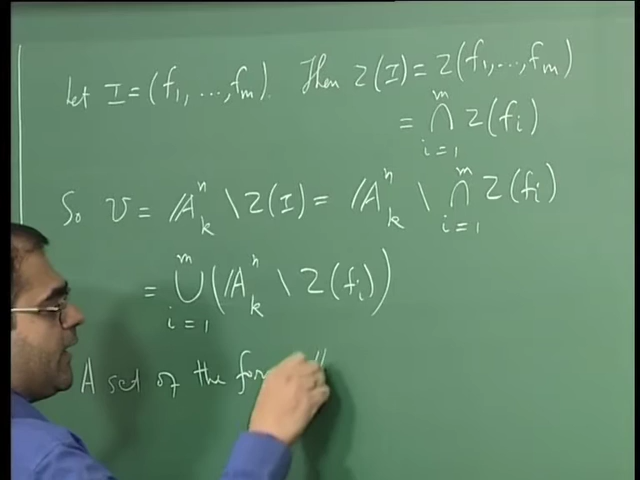 Let I = (f₁, ..., fₘ). Then Z(I) = Z(f₁, ..., fₘ)
= ⋂ᵢ₌₁ᵐ Z(fᵢ)
So U = 𝔸ₖⁿ \ Z(I) = 𝔸ₖⁿ \ ⋂ᵢ₌₁ᵐ Z(fᵢ)
= ⋃ᵢ₌₁ᵐ (𝔸ₖⁿ \ Z(fᵢ))
A set of the